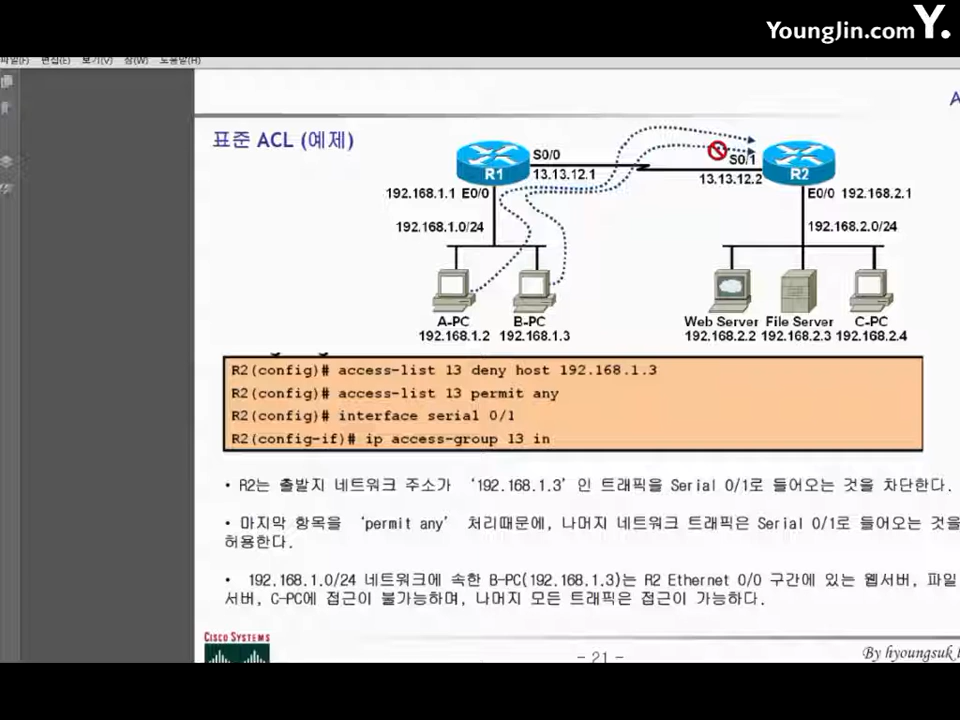 YoungJin.com Y.
파일(F) 편집(E) 보기(V) 창(W) 도움말(H)
A
표준 ACL (예제)
S0/0
R1
13.13.12.1
S0/1
R2
13.13.12.2
192.168.1.1 E0/0
E0/0 192.168.2.1
192.168.1.0/24
192.168.2.0/24
A-PC
B-PC
Web Server File Server C-PC
192.168.1.2 192.168.1.3
192.168.2.2 192.168.2.3 192.168.2.4
R2(config)# access-list 13 deny host 192.168.1.3
R2(config)# access-list 13 permit any
R2(config)# interface serial 0/1
R2(config-if)# ip access-group 13 in
• R2는 출발지 네트워크 주소가 ‘192.168.1.3’인 트래픽을 Serial 0/1로 들어오는 것을 차단한다.
• 마지막 항목을 ‘permit any’ 처리때문에, 나머지 네트워크 트래픽은 Serial 0/1로 들어오는 것을
허용한다.
• 192.168.1.0/24 네트워크에 속한 B-PC(192.168.1.3)는 R2 Ethernet 0/0 구간에 있는 웹서버, 파일
서버, C-PC에 접근이 불가능하며, 나머지 모든 트래픽은 접근이 가능하다.
CISCO SYSTEMS
- 21 -
By hyoungsuk